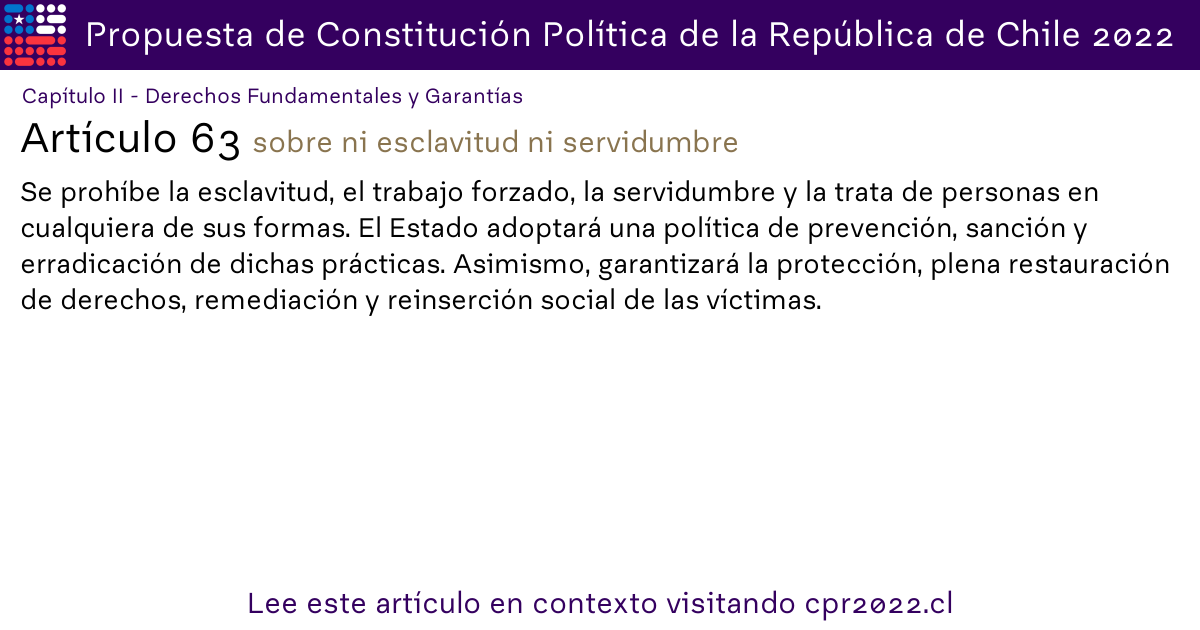 Propuesta de Constitución Política de la República de Chile 2022
Capítulo II - Derechos Fundamentales y Garantías
Artículo 63 sobre ni esclavitud ni servidumbre
Se prohíbe la esclavitud, el trabajo forzado, la servidumbre y la trata de personas en
cualquiera de sus formas. El Estado adoptará una política de prevención, sanción y
erradicación de dichas prácticas. Asimismo, garantizará la protección, plena restauración
de derechos, remediación y reinserción social de las víctimas.
Lee este artículo en contexto visitando cpr2022.cl